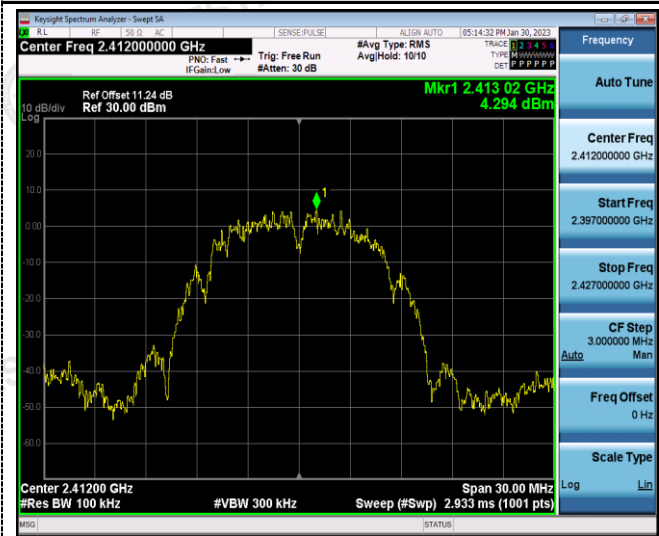 Keysight Spectrum Analyzer - Swept SA
RL RF 50 Ω AC SENSE:PULSE ALIGN AUTO 05:14:32 PM Jan 30, 2023
Center Freq 2.412000000 GHz
PNO: Fast
IFGain:Low
Trig: Free Run
#Atten: 30 dB
#Avg Type: RMS
Avg|Hold: 10/10
TRACE 1 2 3 4 5 6
TYPE M W W W W W
DET P P P P P P
Ref Offset 11.24 dB
10 dB/div Ref 30.00 dBm
Log
Mkr1 2.413 02 GHz
4.294 dBm
20.0
10.0
1
0.00
-10.0
-20.0
-30.0
-40.0
-50.0
-60.0
Center 2.41200 GHz
Span 30.00 MHz
#Res BW 100 kHz
#VBW 300 kHz
Sweep (#Swp) 2.933 ms (1001 pts)
MSG
STATUS
Frequency
Auto Tune
Center Freq
2.412000000 GHz
Start Freq
2.397000000 GHz
Stop Freq
2.427000000 GHz
CF Step
3.000000 MHz
Auto Man
Freq Offset
0 Hz
Scale Type
Log Lin